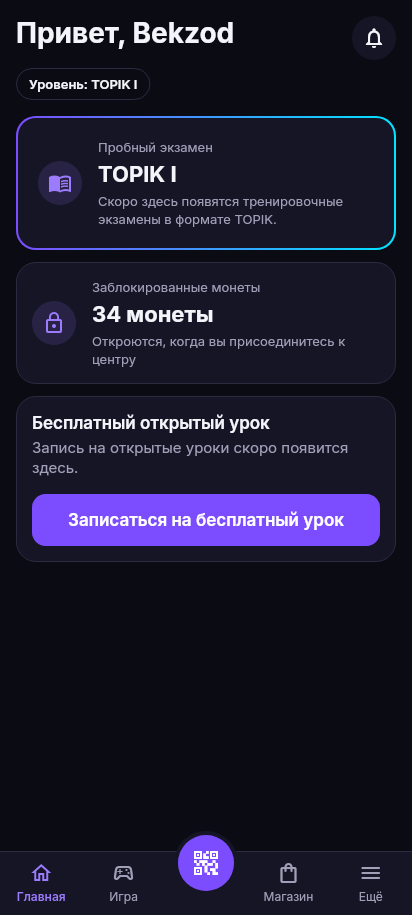 Привет, Bekzod
Уровень: TOPIK I
Пробный экзамен
TOPIK I
Скоро здесь появятся тренировочные
экзамены в формате TOPIK.
Заблокированные монеты
34 монеты
Откроются, когда вы присоединитесь к
центру
Бесплатный открытый урок
Запись на открытые уроки скоро появится
здесь.
Записаться на бесплатный урок
Главная
Игра
Магазин
Ещё